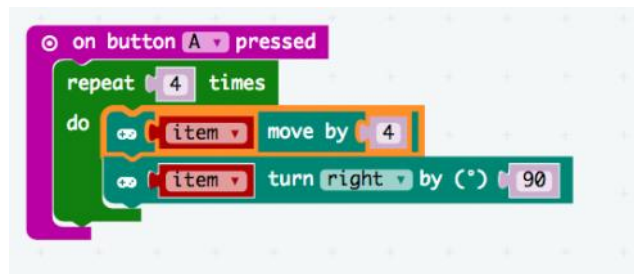 on button A pressed
repeat 4 times
do item move by 4
item turn right by (°) 90